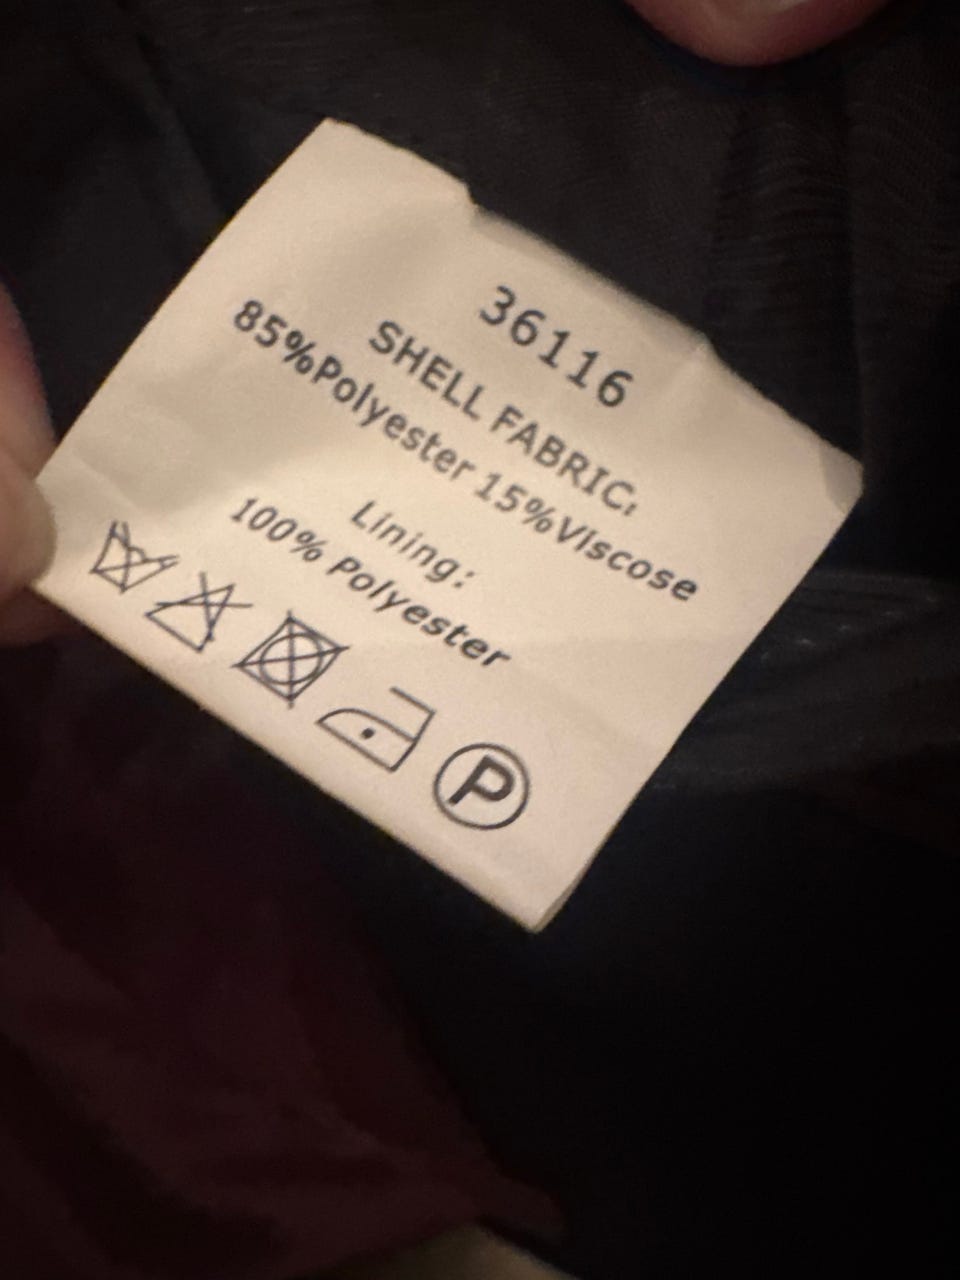 36116
SHELL FABRIC:
85%Polyester 15%Viscose
Lining:
100% Polyester
P